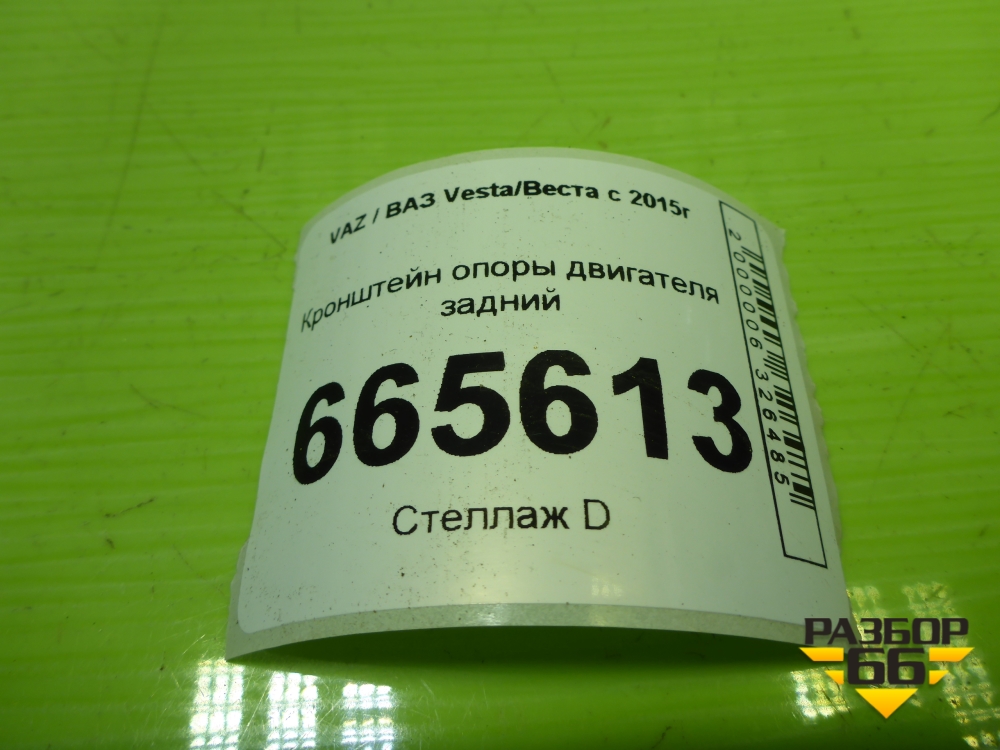 VAZ / ВАЗ Vesta/Веста с 2015г
Кронштейн опоры двигателя
задний
665613
Стеллаж D
2000006326485
РАЗБОР
66